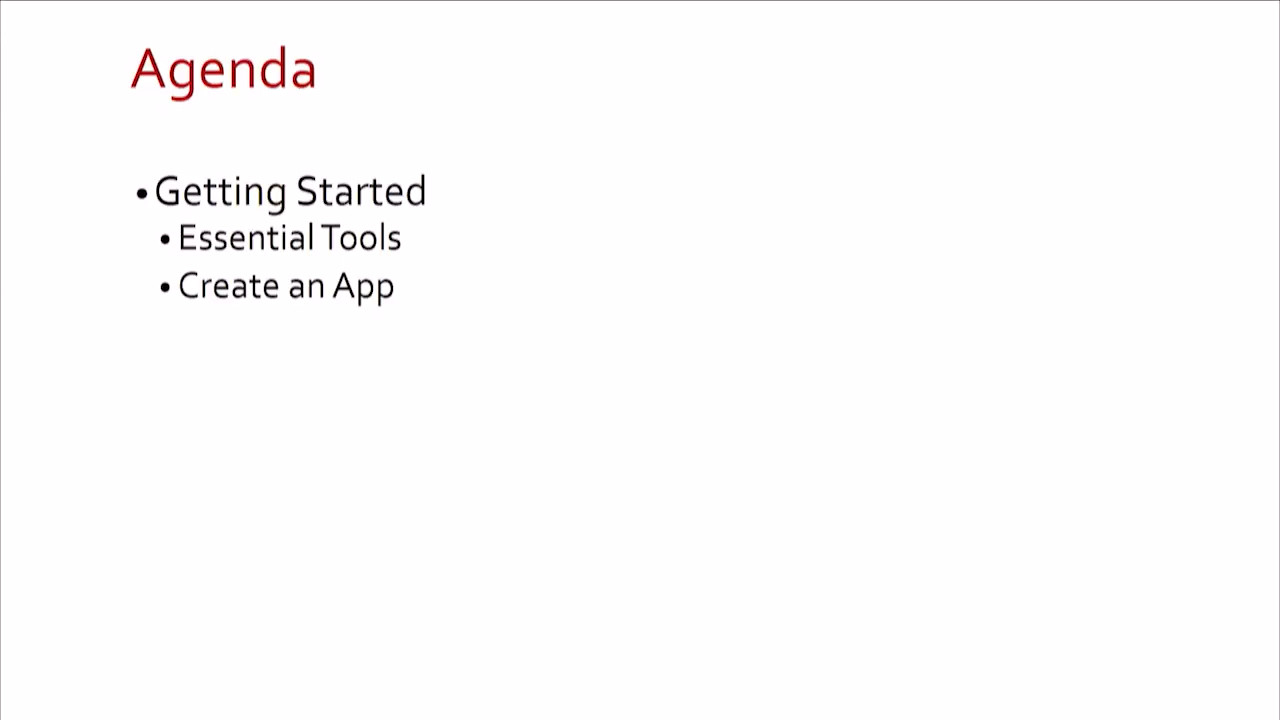 Agenda
• Getting Started
• Essential Tools
• Create an App